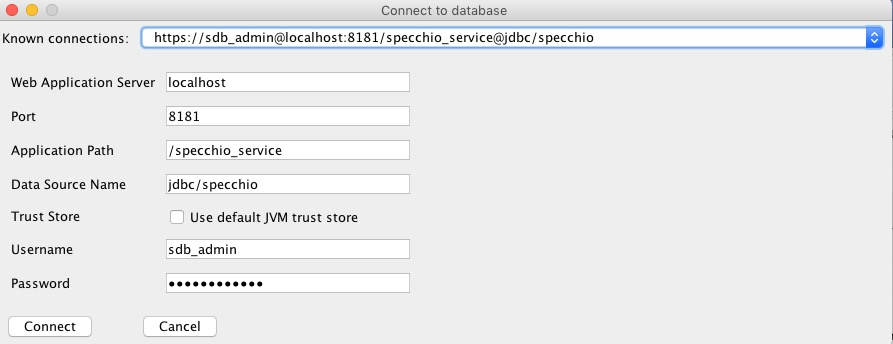 Connect to database
Known connections: https://sdb_admin@localhost:8181/specchio_service@jdbc/specchio
Web Application Server localhost
Port 8181
Application Path /specchio_service
Data Source Name jdbc/specchio
Trust Store Use default JVM trust store
Username sdb_admin
Password ••••••••••••
Connect Cancel